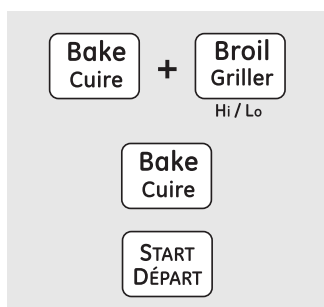 Bake + Broil
Cuire Griller
Hi / Lo
Bake
Cuire
START
DÉPART